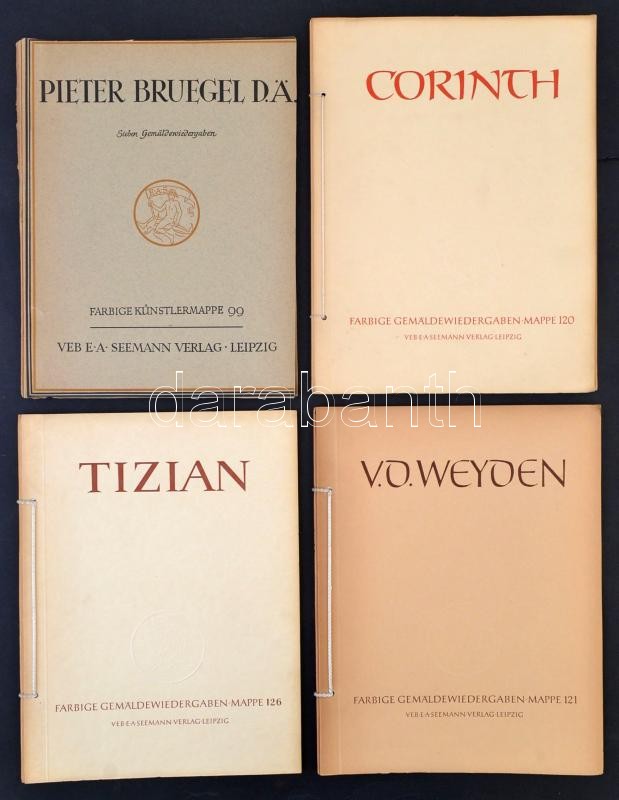 PIETER BRUEGEL D.Ä.
Sieben Gemäldewiedergaben
E·A·S
FARBIGE KÜNSTLERMAPPE 99
VEB E·A·SEEMANN VERLAG·LEIPZIG
CORINTH
FARBIGE GEMÄLDEWIEDERGABEN·MAPPE 120
VEB E·A·SEEMANN·VERLAG·LEIPZIG
darabanth
TIZIAN
FARBIGE GEMÄLDEWIEDERGABEN·MAPPE 126
VEB·E·A·SEEMANN·VERLAG·LEIPZIG
V.D.WEYDEN
FARBIGE GEMÄLDEWIEDERGABEN·MAPPE 121
VEB E·A·SEEMANN·VERLAG·LEIPZIG